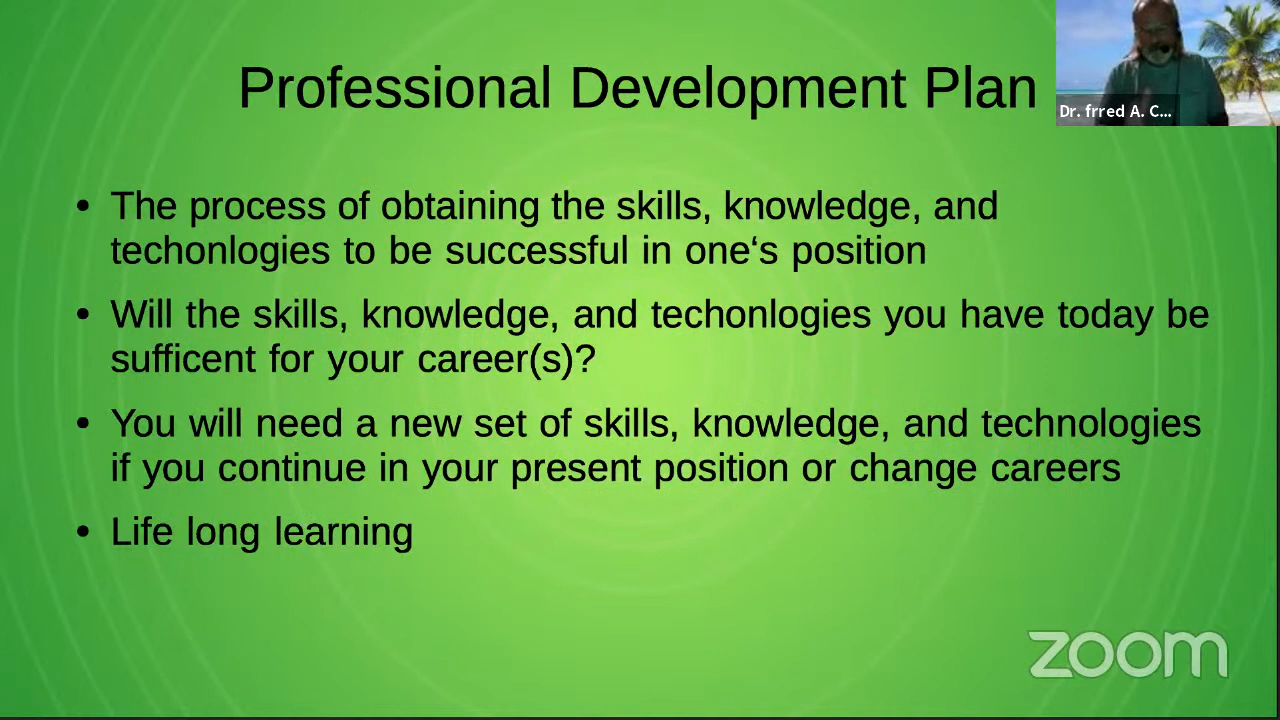 Professional Development Plan
Dr. frred A. C...
• The process of obtaining the skills, knowledge, and
techonlogies to be successful in one‘s position
• Will the skills, knowledge, and techonlogies you have today be
sufficent for your career(s)?
• You will need a new set of skills, knowledge, and technologies
if you continue in your present position or change careers
• Life long learning
zoom